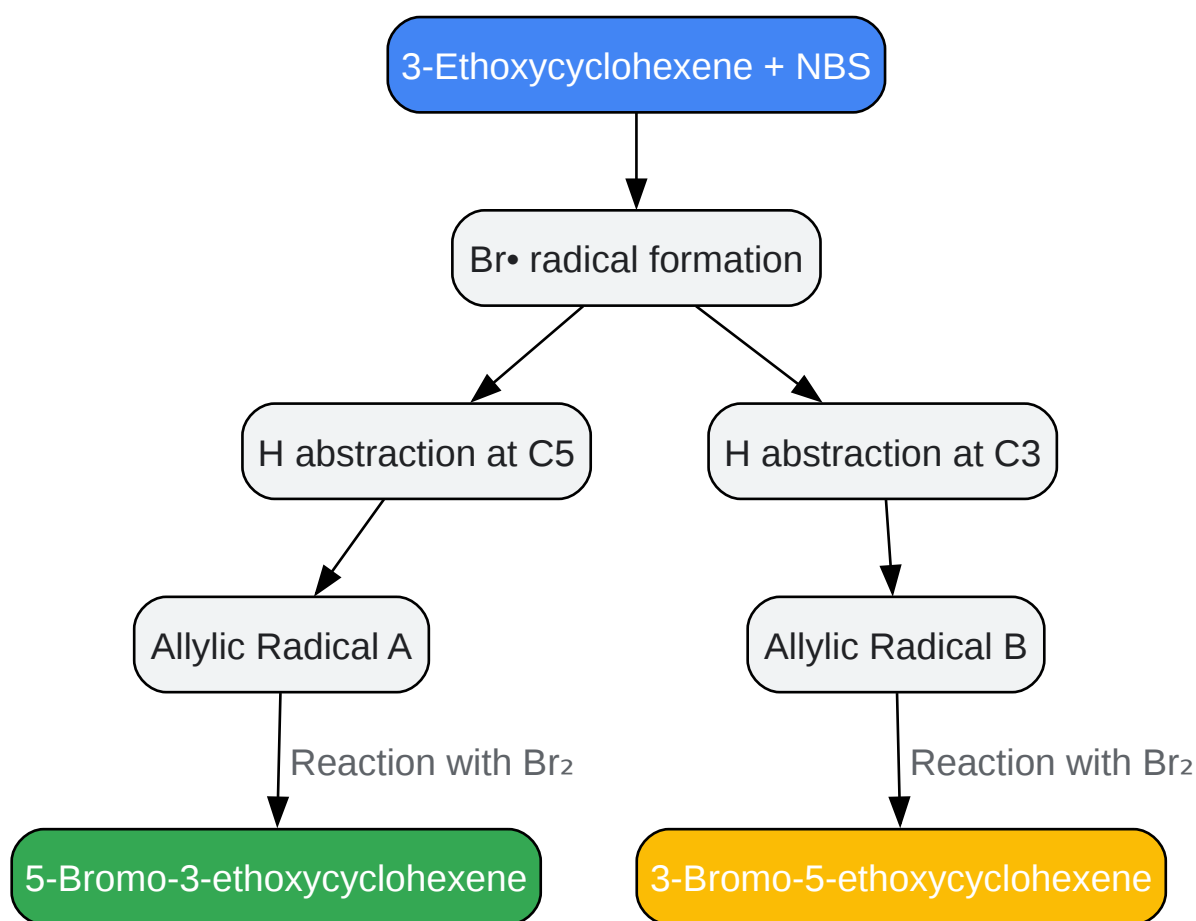 3-Ethoxycyclohexene + NBS
Br• radical formation
H abstraction at C5
H abstraction at C3
Allylic Radical A
Allylic Radical B
Reaction with Br₂
Reaction with Br₂
5-Bromo-3-ethoxycyclohexene
3-Bromo-5-ethoxycyclohexene